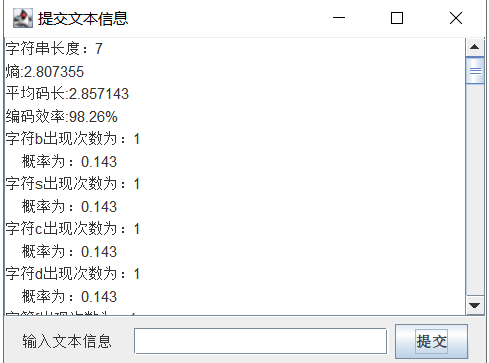 提交文本信息
字符串长度：7
熵:2.807355
平均码长:2.857143
编码效率:98.26%
字符b出现次数为：1
概率为：0.143
字符s出现次数为：1
概率为：0.143
字符c出现次数为：1
概率为：0.143
字符d出现次数为：1
概率为：0.143
输入文本信息
提交